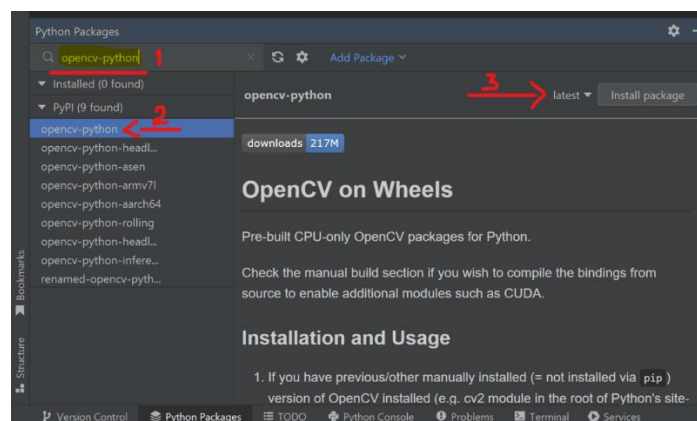 Python Packages
opencv-python 1
Add Package
Installed (0 found)
PyPI (9 found)
opencv-python 2
opencv-python-headl...
opencv-python-asen
opencv-python-armv7l
opencv-python-aarch64
opencv-python-rolling
opencv-python-headl...
opencv-python-infere...
renamed-opencv-pyth...
opencv-python
3
latest
Install package
downloads 217M
OpenCV on Wheels
Pre-built CPU-only OpenCV packages for Python.
Check the manual build section if you wish to compile the bindings from
source to enable additional modules such as CUDA.
Installation and Usage
1. If you have previous/other manually installed (= not installed via pip )
version of OpenCV installed (e.g. cv2 module in the root of Python's site-
Bookmarks
Structure
Version Control
Python Packages
TODO
Python Console
Problems
Terminal
Services